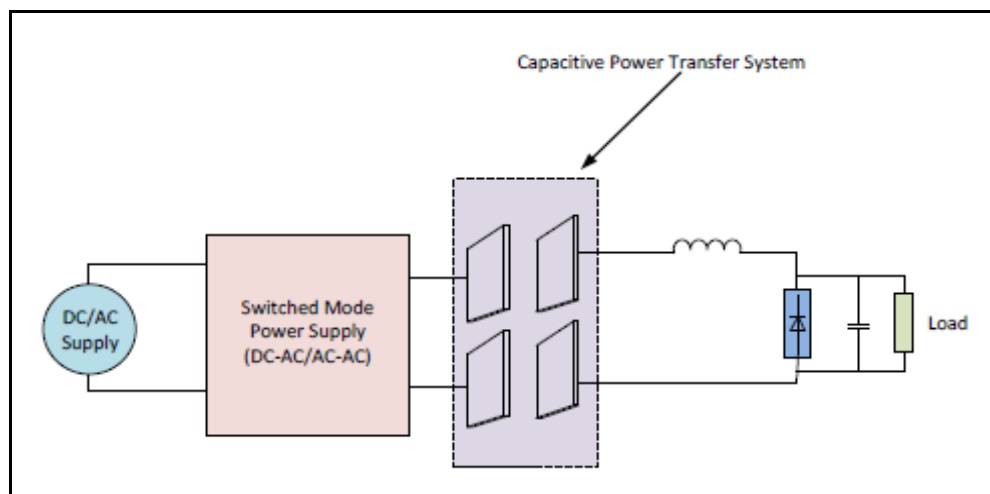 Capacitive Power Transfer System
DC/AC
Supply
Switched Mode
Power Supply
(DC-AC/AC-AC)
Load